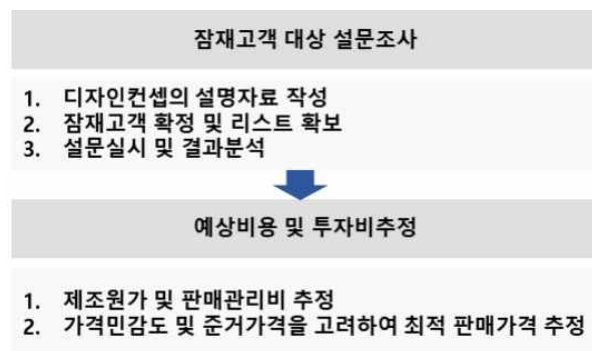 잠재고객 대상 설문조사
1. 디자인컨셉의 설명자료 작성
2. 잠재고객 확정 및 리스트 확보
3. 설문실시 및 결과분석
예상비용 및 투자비추정
1. 제조원가 및 판매관리비 추정
2. 가격민감도 및 준거가격을 고려하여 최적 판매가격 추정